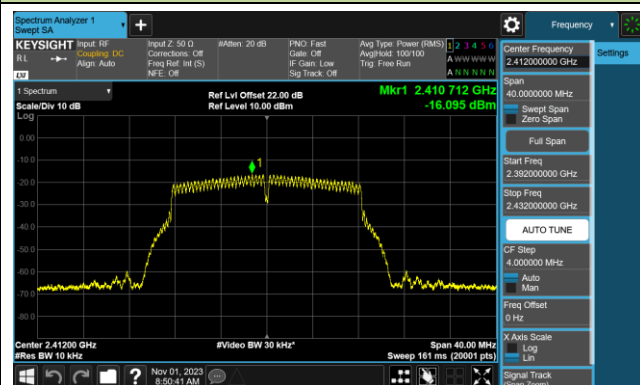 Spectrum Analyzer 1
Swept SA
Frequency
KEYSIGHT
RL
LXI
Input: RF
Coupling: DC
Align: Auto
Input Z: 50 Ω
Corrections: Off
Freq Ref: Int (S)
NFE: Off
#Atten: 20 dB
PNO: Fast
Gate: Off
IF Gain: Low
Sig Track: Off
Avg Type: Power (RMS)
Avg|Hold: 100/100
Trig: Free Run
1 2 3 4 5 6
A W W W W W
A N N N N N
1 Spectrum
Scale/Div 10 dB
Ref Lvl Offset 22.00 dB
Ref Level 10.00 dBm
Mkr1 2.410 712 GHz
-16.095 dBm
Log
0.00
-10.0
-20.0
-30.0
-40.0
-50.0
-60.0
-70.0
-80.0
1
Center 2.41200 GHz
#Res BW 10 kHz
#Video BW 30 kHz*
Span 40.00 MHz
Sweep 161 ms (20001 pts)
Nov 01, 2023
8:50:41 AM
Center Frequency
2.412000000 GHz
Span
40.0000000 MHz
Swept Span
Zero Span
Full Span
Start Freq
2.392000000 GHz
Stop Freq
2.432000000 GHz
AUTO TUNE
CF Step
4.000000 MHz
Auto
Man
Freq Offset
0 Hz
X Axis Scale
Log
Lin
Signal Track
(Span Zoom)
Settings